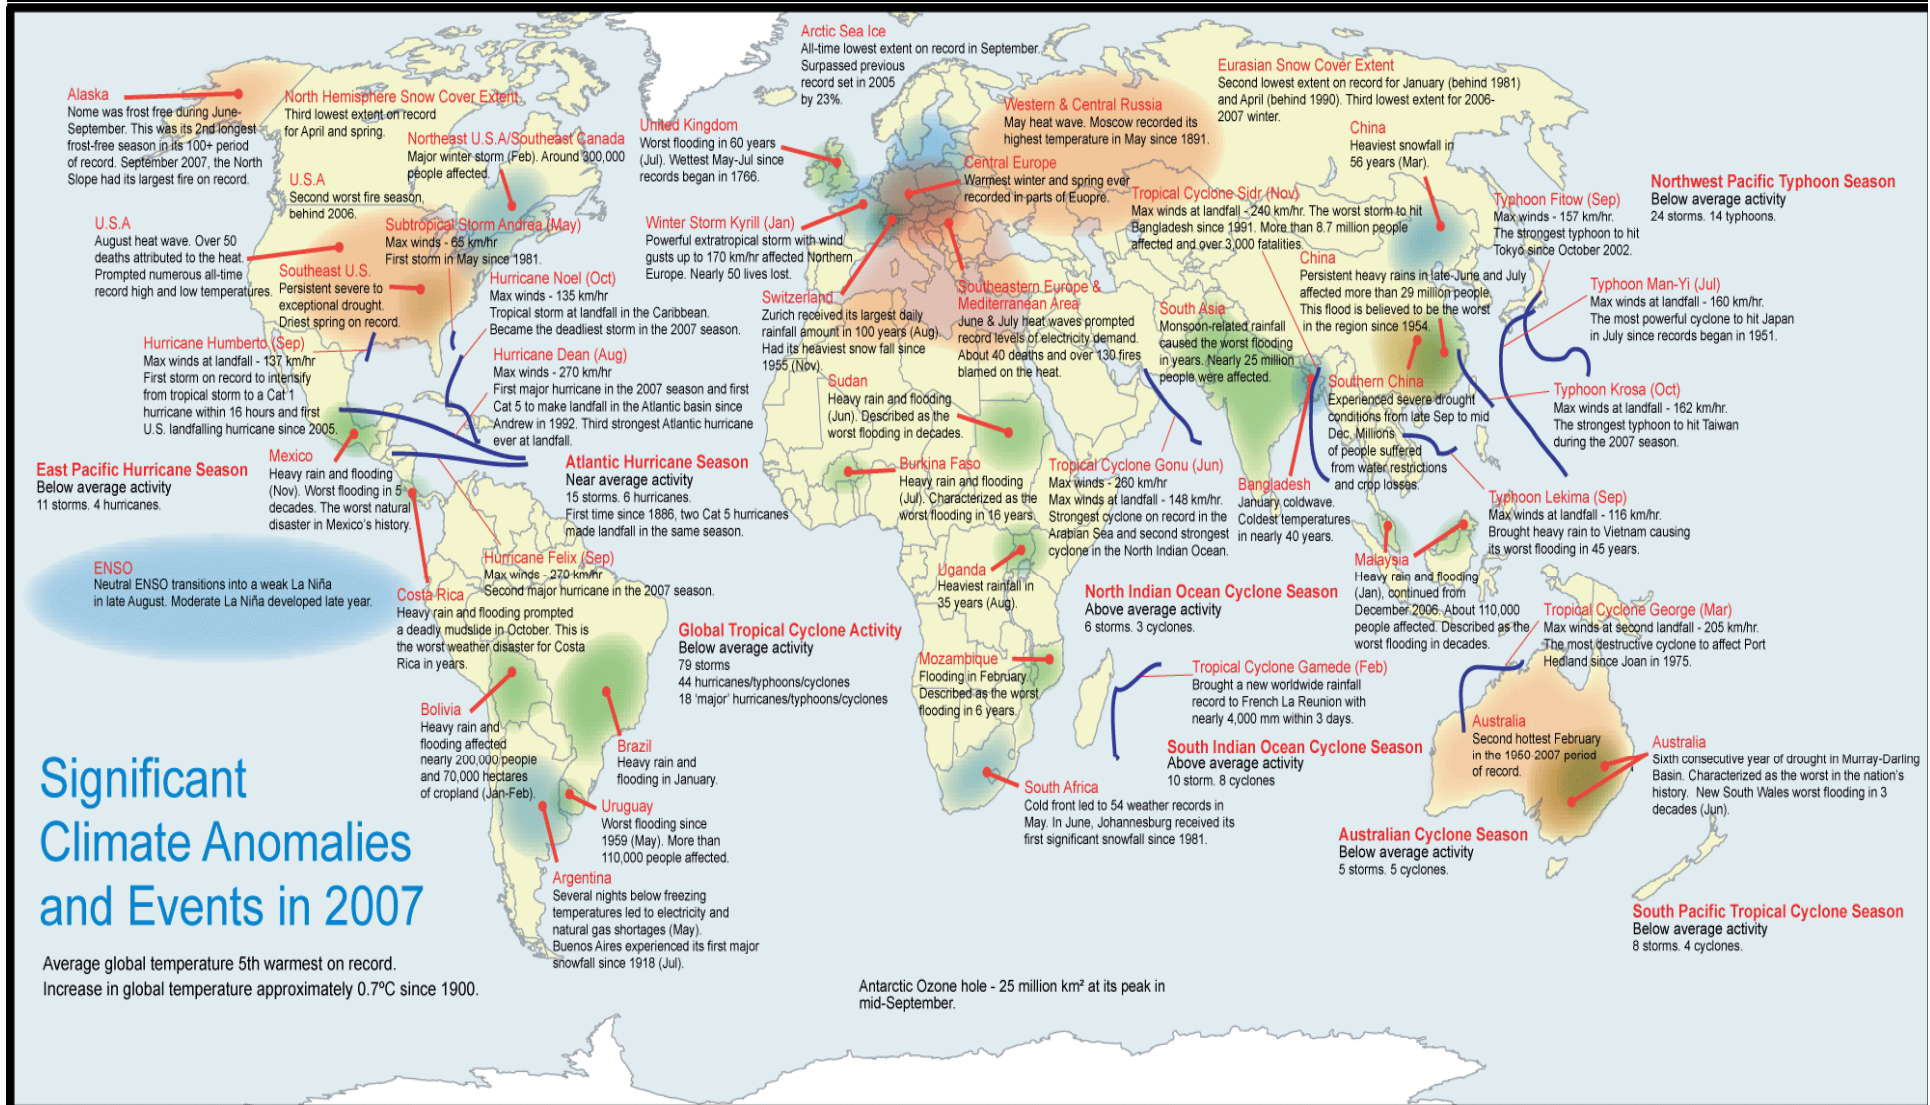 Arctic Sea Ice
All-time lowest extent on record in September.
Surpassed previous
record set in 2005
by 23%.
Eurasian Snow Cover Extent
Second lowest extent on record for January (behind 1981)
and April (behind 1990). Third lowest extent for 2006-
2007 winter.
Alaska
Nome was frost free during June-
September. This was its 2nd longest
frost-free season in its 100+ period
of record. September 2007, the North
Slope had its largest fire on record.
North Hemisphere Snow Cover Extent
Third lowest extent on record
for April and spring.
Northeast U.S.A/Southeast Canada
Major winter storm (Feb). Around 300,000
people affected.
United Kingdom
Worst flooding in 60 years
(Jul). Wettest May-Jul since
records began in 1766.
Western & Central Russia
May heat wave. Moscow recorded its
highest temperature in May since 1891.
China
Heaviest snowfall in
56 years (Mar).
Central Europe
Warmest winter and spring ever
recorded in parts of Euopre.
U.S.A
Second worst fire season,
behind 2006.
U.S.A
August heat wave. Over 50
deaths attributed to the heat.
Prompted numerous all-time
record high and low temperatures.
Subtropical Storm Andrea (May)
Max winds - 65 km/hr
First storm in May since 1981.
Winter Storm Kyrill (Jan)
Powerful extratropical storm with wind
gusts up to 170 km/hr affected Northern
Europe. Nearly 50 lives lost.
Tropical Cyclone Sidr (Nov)
Max winds at landfall - 240 km/hr. The worst storm to hit
Bangladesh since 1991. More than 8.7 million people
affected and over 3,000 fatalities.
Typhoon Fitow (Sep)
Max winds - 157 km/hr.
The strongest typhoon to hit
Tokyo since October 2002.
Northwest Pacific Typhoon Season
Below average activity
24 storms. 14 typhoons.
Southeast U.S.
Persistent severe to
exceptional drought.
Driest spring on record.
Hurricane Noel (Oct)
Max winds - 135 km/hr
Tropical storm at landfall in the Caribbean.
Became the deadliest storm in the 2007 season.
Switzerland
Zurich received its largest daily
rainfall amount in 100 years (Aug).
Had its heaviest snow fall since
1955 (Nov).
Southeastern Europe &
Mediterranean Area
June & July heat waves prompted
record levels of electricity demand.
About 40 deaths and over 130 fires
blamed on the heat.
South Asia
Monsoon-related rainfall
caused the worst flooding
in years. Nearly 25 million
people were affected.
China
Persistent heavy rains in late-June and July
affected more than 29 million people.
This flood is believed to be the worst
in the region since 1954.
Typhoon Man-Yi (Jul)
Max winds at landfall - 160 km/hr.
The most powerful cyclone to hit Japan
in July since records began in 1951.
Hurricane Humberto (Sep)
Max winds at landfall - 137 km/hr
First storm on record to intensify
from tropical storm to a Cat 1
hurricane within 16 hours and first
U.S. landfalling hurricane since 2005.
Hurricane Dean (Aug)
Max winds - 270 km/hr
First major hurricane in the 2007 season and first
Cat 5 to make landfall in the Atlantic basin since
Andrew in 1992. Third strongest Atlantic hurricane
ever at landfall.
Sudan
Heavy rain and flooding
(Jun). Described as the
worst flooding in decades.
Southern China
Experienced severe drought
conditions from late Sep to mid
Dec. Millions
of people suffered
from water restrictions
and crop losses.
Typhoon Krosa (Oct)
Max winds at landfall - 162 km/hr.
The strongest typhoon to hit Taiwan
during the 2007 season.
East Pacific Hurricane Season
Below average activity
11 storms. 4 hurricanes.
Mexico
Heavy rain and flooding
(Nov). Worst flooding in 5
decades. The worst natural
disaster in Mexico's history.
Atlantic Hurricane Season
Near average activity
15 storms. 6 hurricanes.
First time since 1886, two Cat 5 hurricanes
made landfall in the same season.
Burkina Faso
Heavy rain and flooding
(Jul). Characterized as the
worst flooding in 16 years.
Tropical Cyclone Gonu (Jun)
Max winds - 260 km/hr
Max winds at landfall - 148 km/hr.
Strongest cyclone on record in the
Arabian Sea and second strongest
cyclone in the North Indian Ocean.
Bangladesh
January coldwave.
Coldest temperatures
in nearly 40 years.
Typhoon Lekima (Sep)
Max winds at landfall - 116 km/hr.
Brought heavy rain to Vietnam causing
its worst flooding in 45 years.
ENSO
Neutral ENSO transitions into a weak La Niña
in late August. Moderate La Niña developed late year.
Hurricane Felix (Sep)
Max winds - 270 km/hr
Second major hurricane in the 2007 season.
Costa Rica
Heavy rain and flooding prompted
a deadly mudslide in October. This is
the worst weather disaster for Costa
Rica in years.
Uganda
Heaviest rainfall in
35 years (Aug).
North Indian Ocean Cyclone Season
Above average activity
6 storms. 3 cyclones.
Malaysia
Heavy rain and flooding
(Jan), continued from
December 2006. About 110,000
people affected. Described as the
worst flooding in decades.
Tropical Cyclone George (Mar)
Max winds at second landfall - 205 km/hr.
The most destructive cyclone to affect Port
Hedland since Joan in 1975.
Global Tropical Cyclone Activity
Below average activity
79 storms
44 hurricanes/typhoons/cyclones
18 'major' hurricanes/typhoons/cyclones
Mozambique
Flooding in February.
Described as the worst
flooding in 6 years.
Tropical Cyclone Gamede (Feb)
Brought a new worldwide rainfall
record to French La Reunion with
nearly 4,000 mm within 3 days.
Bolivia
Heavy rain and
flooding affected
nearly 200,000 people
and 70,000 hectares
of cropland (Jan-Feb).
Brazil
Heavy rain and
flooding in January.
South Indian Ocean Cyclone Season
Above average activity
10 storm. 8 cyclones
Australia
Second hottest February
in the 1950-2007 period
of record.
Australia
Sixth consecutive year of drought in Murray-Darling
Basin. Characterized as the worst in the nation's
history. New South Wales worst flooding in 3
decades (Jun).
Uruguay
Worst flooding since
1959 (May). More than
110,000 people affected.
South Africa
Cold front led to 54 weather records in
May. In June, Johannesburg received its
first significant snowfall since 1981.
Australian Cyclone Season
Below average activity
5 storms. 5 cyclones.
Argentina
Several nights below freezing
temperatures led to electricity and
natural gas shortages (May).
Buenos Aires experienced its first major
snowfall since 1918 (Jul).
South Pacific Tropical Cyclone Season
Below average activity
8 storms. 4 cyclones.
Significant
Climate Anomalies
and Events in 2007
Average global temperature 5th warmest on record.
Increase in global temperature approximately 0.7ºC since 1900.
Antarctic Ozone hole - 25 million km² at its peak in
mid-September.